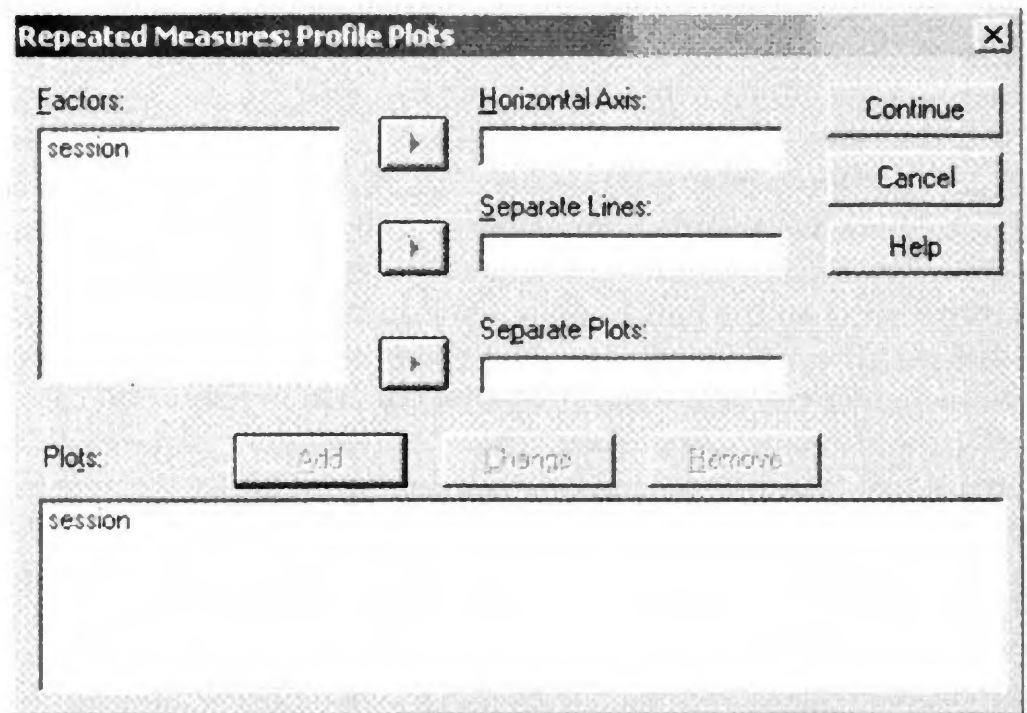 Repeated Measures: Profile Plots
Factors:
session
Horizontal Axis:
Separate Lines:
Separate Plots:
Continue
Cancel
Help
Plots:
Add
Change
Remove
session